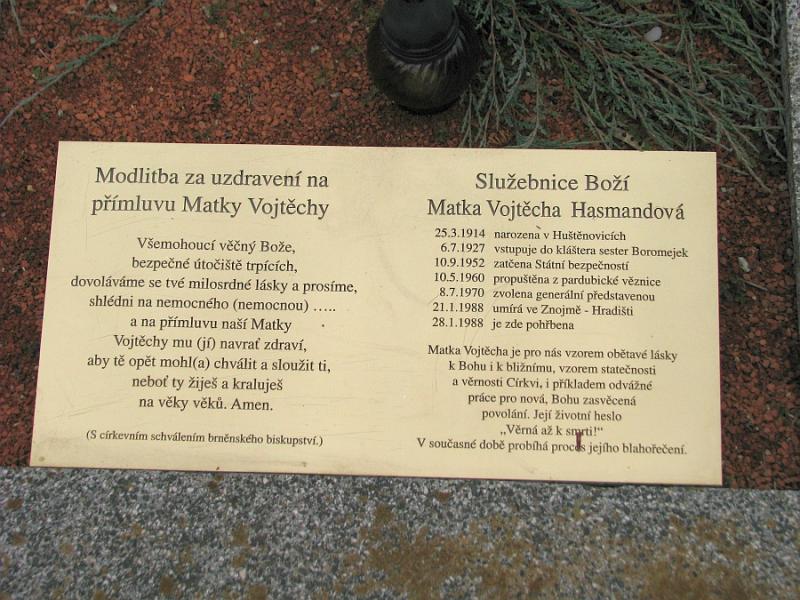 Modlitba za uzdravení na
přímluvu Matky Vojtěchy
Všemohoucí věčný Bože,
bezpečné útočiště trpících,
dovoláváme se tvé milosrdné lásky a prosíme,
shlédni na nemocného (nemocnou) …..
a na přímluvu naší Matky
Vojtěchy mu (jí) navrať zdraví,
aby tě opět mohl(a) chválit a sloužit ti,
neboť ty žiješ a kraluješ
na věky věků. Amen.
(S církevním schválením brněnského biskupství.)
Služebnice Boží
Matka Vojtěcha Hasmandová
25.3.1914 narozena v Huštěnovicích
6.7.1927 vstupuje do kláštera sester Boromejek
10.9.1952 zatčena Státní bezpečností
10.5.1960 propuštěna z pardubické věznice
8.7.1970 zvolena generální představenou
21.1.1988 umírá ve Znojmě - Hradišti
28.1.1988 je zde pohřbena
Matka Vojtěcha je pro nás vzorem obětavé lásky
k Bohu i k bližnímu, vzorem statečnosti
a věrnosti Církvi, i příkladem odvážné
práce pro nová, Bohu zasvěcená
povolání. Její životní heslo
„Věrná až k smrti!“
V současné době probíhá proces jejího blahořečení.